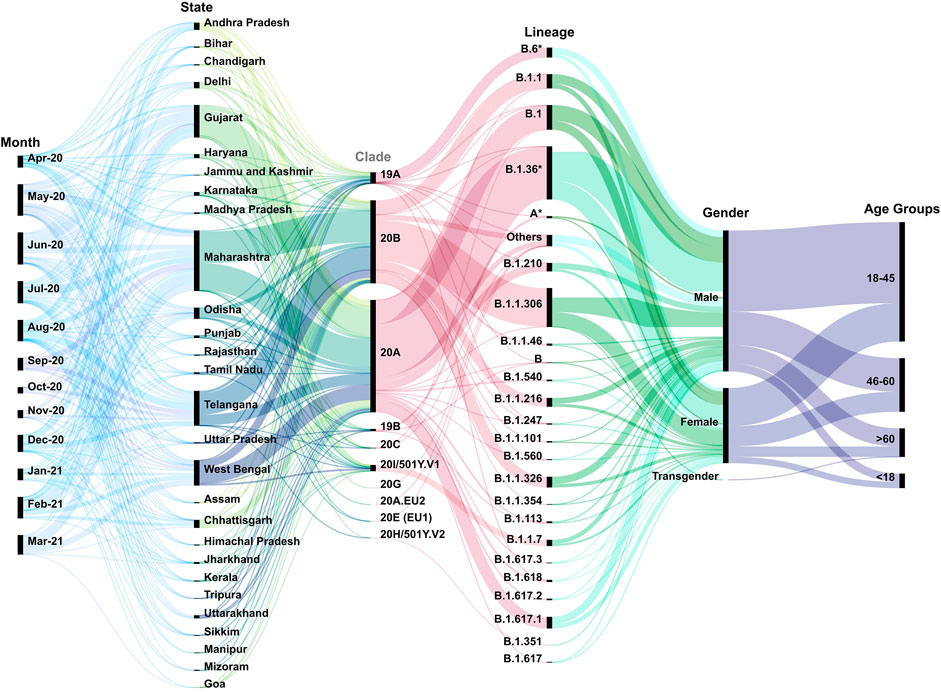 Month
Apr-20
May-20
Jun-20
Jul-20
Aug-20
Sep-20
Oct-20
Nov-20
Dec-20
Jan-21
Feb-21
Mar-21
State
Andhra Pradesh
Bihar
Chandigarh
Delhi
Gujarat
Haryana
Jammu and Kashmir
Karnataka
Madhya Pradesh
Maharashtra
Odisha
Punjab
Rajasthan
Tamil Nadu
Telangana
Uttar Pradesh
West Bengal
Assam
Chhattisgarh
Himachal Pradesh
Jharkhand
Kerala
Tripura
Uttarakhand
Sikkim
Manipur
Mizoram
Goa
Clade
19A
20B
20A
19B
20C
20I/501Y.V1
20G
20A.EU2
20E (EU1)
20H/501Y.V2
Lineage
B.6*
B.1.1
B.1
B.1.36*
A*
Others
B.1.210
B.1.1.306
B.1.1.46
B
B.1.540
B.1.1.216
B.1.247
B.1.1.101
B.1.560
B.1.1.326
B.1.1.354
B.1.113
B.1.1.7
B.1.617.3
B.1.618
B.1.617.2
B.1.617.1
B.1.351
B.1.617
Gender
Male
Female
Transgender
Age Groups
18-45
46-60
>60
<18